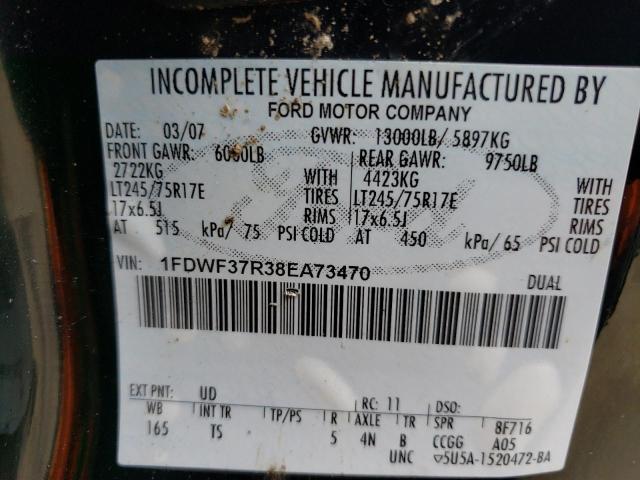 INCOMPLETE VEHICLE MANUFACTURED BY
FORD MOTOR COMPANY
DATE: 03/07 GVWR: 13000LB/ 5897KG
FRONT GAWR: 6000LB REAR GAWR: 9750LB
2722KG WITH 4423KG WITH
LT245/75R17E TIRES LT245/75R17E TIRES
17x6.5J RIMS 17x6.5J RIMS
AT 515 kPa/ 75 PSI COLD AT 450 kPa/ 65 PSI COLD
VIN: 1FDWF37R38EA73470 DUAL
EXT PNT: UD RC: 11 DSO:
WB INT TR TP/PS R AXLE TR SPR 8F716
165 TS 5 4N B CCGG A05
UNC ▽5U5A-1520472-BA